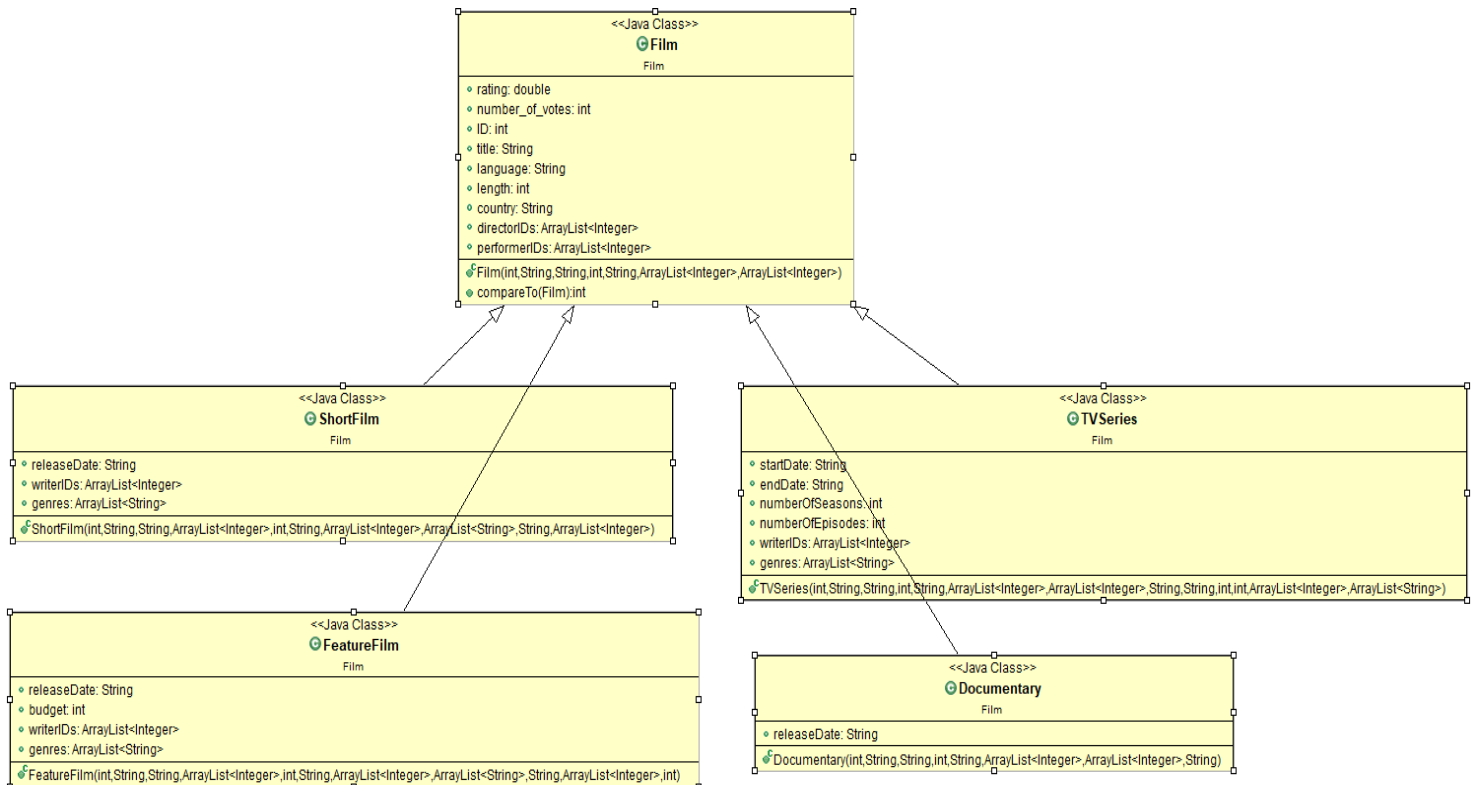 <<Java Class>>
Film
Film
rating: double
number_of_votes: int
ID: int
title: String
language: String
length: int
country: String
directorIDs: ArrayList<Integer>
performerIDs: ArrayList<Integer>
Film(int,String,String,int,String,ArrayList<Integer>,ArrayList<Integer>)
compareTo(Film):int
<<Java Class>>
ShortFilm
Film
releaseDate: String
writerIDs: ArrayList<Integer>
genres: ArrayList<String>
ShortFilm(int,String,String,ArrayList<Integer>,int,String,ArrayList<Integer>,ArrayList<String>,String,ArrayList<Integer>)
<<Java Class>>
TVSeries
Film
startDate: String
endDate: String
numberOfSeasons: int
numberOfEpisodes: int
writerIDs: ArrayList<Integer>
genres: ArrayList<String>
TVSeries(int,String,String,int,String,ArrayList<Integer>,ArrayList<Integer>,String,String,int,int,ArrayList<Integer>,ArrayList<String>)
<<Java Class>>
FeatureFilm
Film
releaseDate: String
budget: int
writerIDs: ArrayList<Integer>
genres: ArrayList<String>
FeatureFilm(int,String,String,ArrayList<Integer>,int,String,ArrayList<Integer>,ArrayList<String>,String,ArrayList<Integer>,int)
<<Java Class>>
Documentary
Film
releaseDate: String
Documentary(int,String,String,int,String,ArrayList<Integer>,ArrayList<Integer>,String)